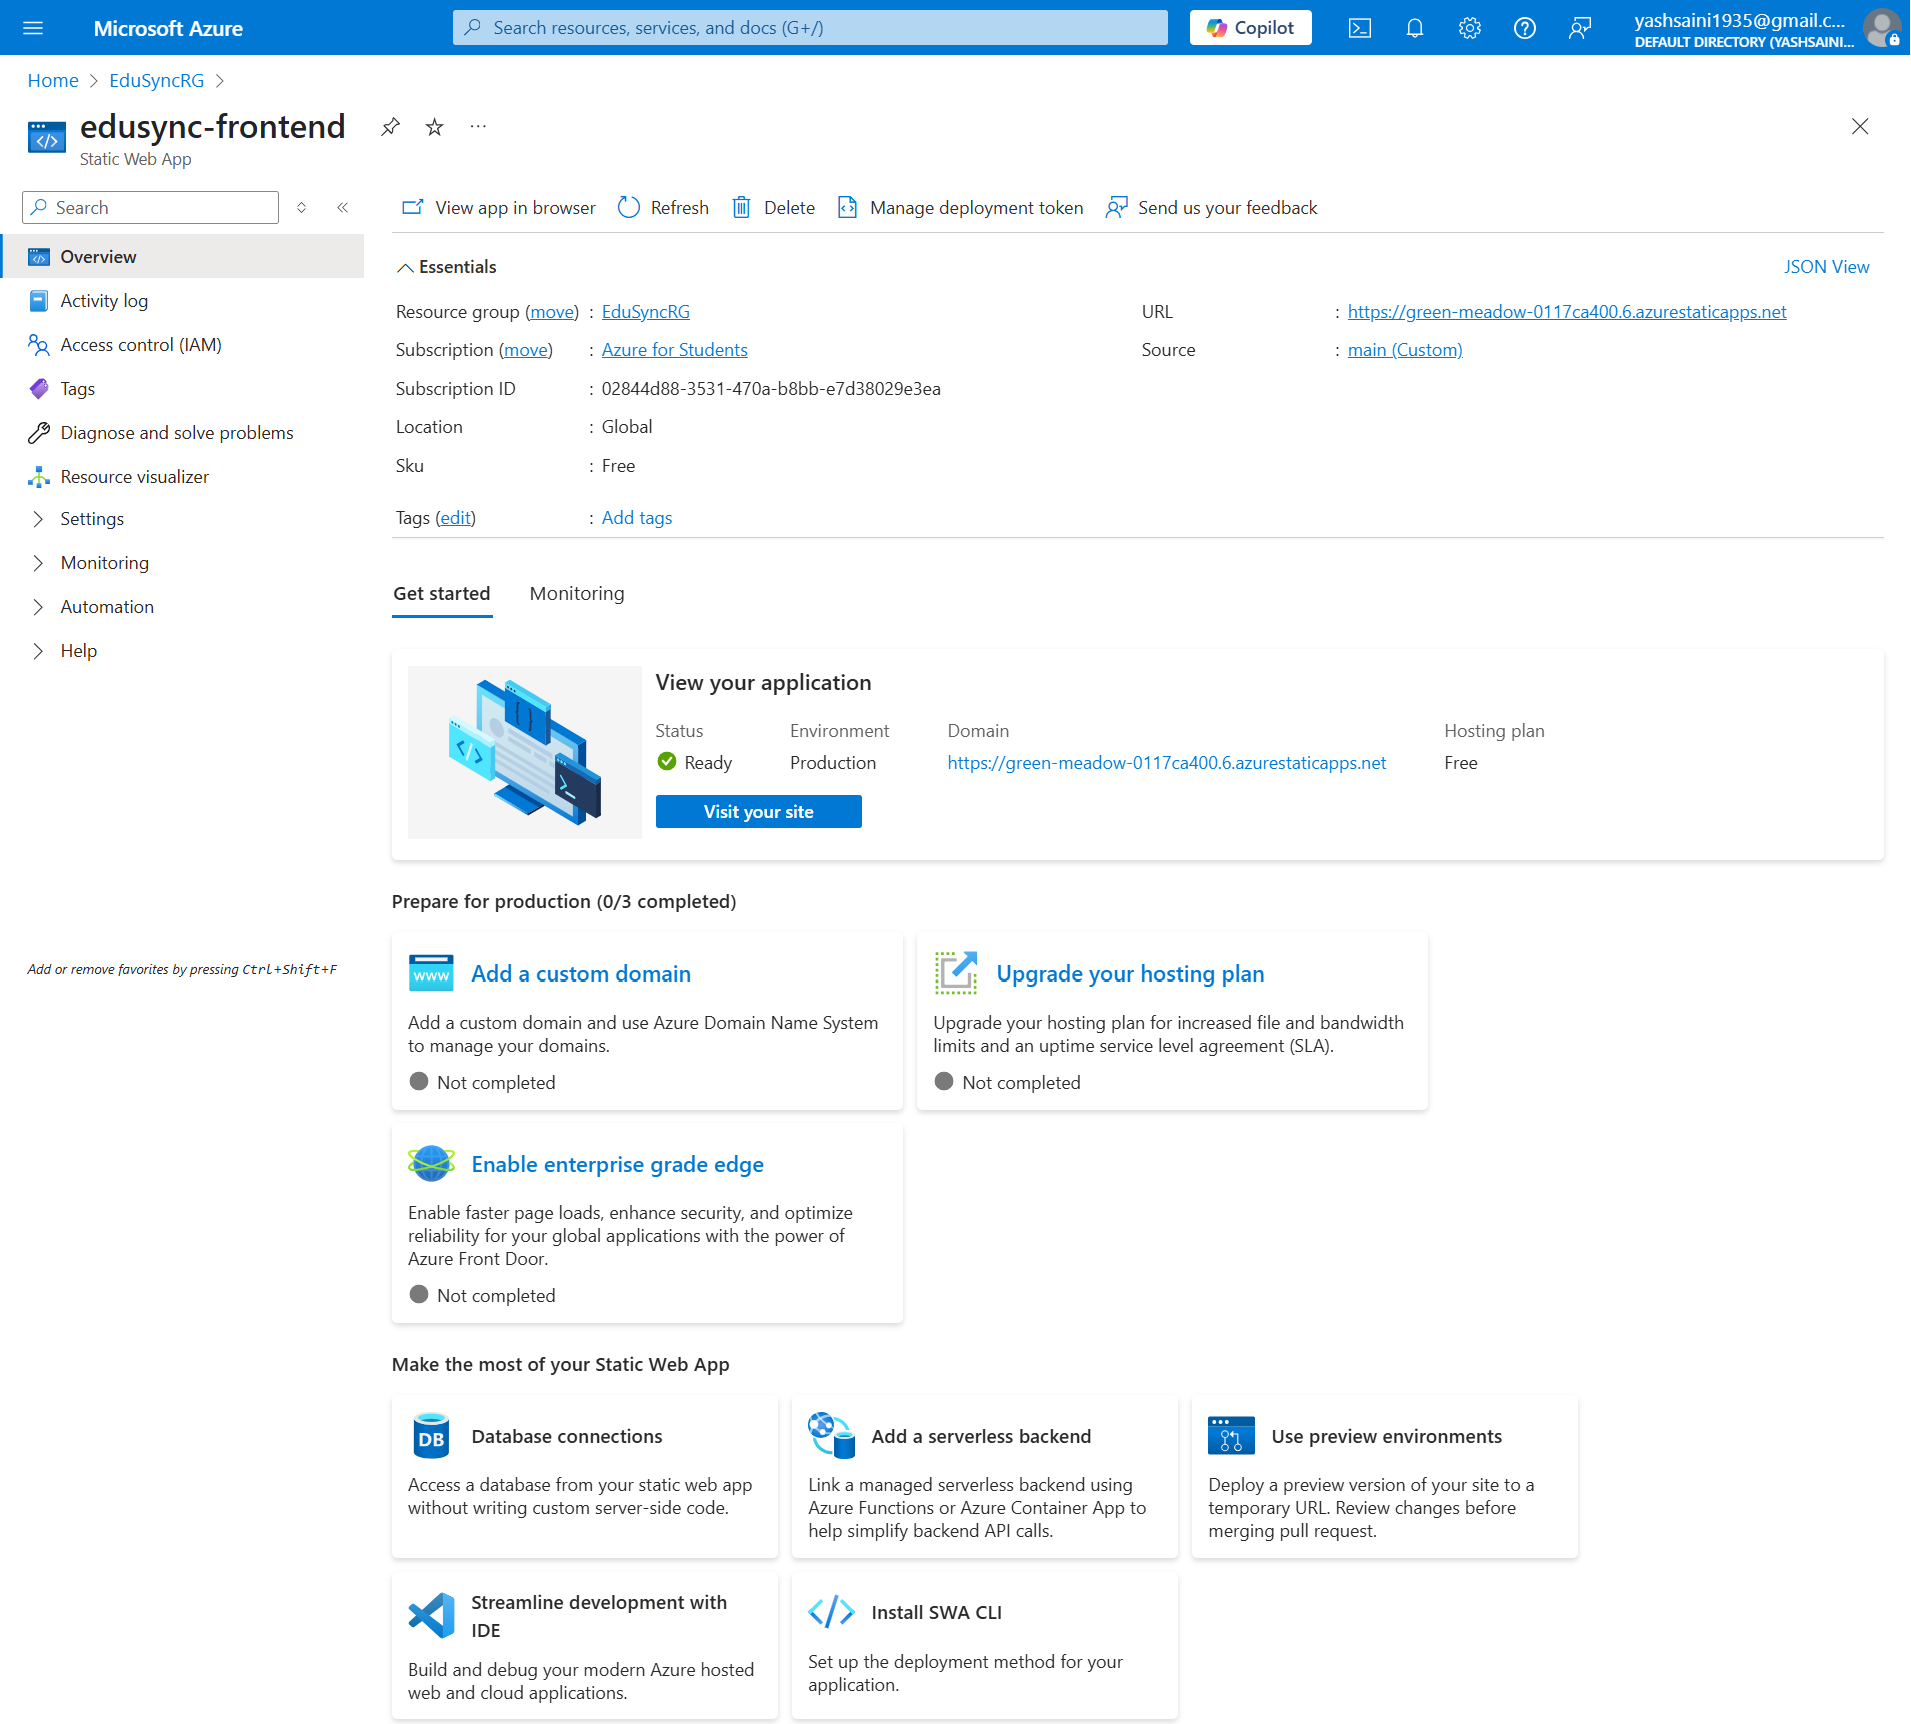 Microsoft Azure
Search resources, services, and docs (G+/)
Copilot
yashsaini1935@gmail.c...
DEFAULT DIRECTORY (YASHSAINI...
Home > EduSyncRG >
edusync-frontend
Static Web App
Search
Overview
Activity log
Access control (IAM)
Tags
Diagnose and solve problems
Resource visualizer
Settings
Monitoring
Automation
Help
Add or remove favorites by pressing Ctrl+Shift+F
View app in browser
Refresh
Delete
Manage deployment token
Send us your feedback
Essentials
JSON View
Resource group (move) : EduSyncRG
Subscription (move) : Azure for Students
Subscription ID : 02844d88-3531-470a-b8bb-e7d38029e3ea
Location : Global
Sku : Free
Tags (edit) : Add tags
URL : https://green-meadow-0117ca400.6.azurestaticapps.net
Source : main (Custom)
Get started
Monitoring
View your application
Status
Ready
Environment
Production
Domain
https://green-meadow-0117ca400.6.azurestaticapps.net
Hosting plan
Free
Visit your site
Prepare for production (0/3 completed)
www
Add a custom domain
Add a custom domain and use Azure Domain Name System
to manage your domains.
Not completed
Upgrade your hosting plan
Upgrade your hosting plan for increased file and bandwidth
limits and an uptime service level agreement (SLA).
Not completed
Enable enterprise grade edge
Enable faster page loads, enhance security, and optimize
reliability for your global applications with the power of
Azure Front Door.
Not completed
Make the most of your Static Web App
DB
Database connections
Access a database from your static web app
without writing custom server-side code.
Add a serverless backend
Link a managed serverless backend using
Azure Functions or Azure Container App to
help simplify backend API calls.
Use preview environments
Deploy a preview version of your site to a
temporary URL. Review changes before
merging pull request.
Streamline development with
IDE
Build and debug your modern Azure hosted
web and cloud applications.
Install SWA CLI
Set up the deployment method for your
application.